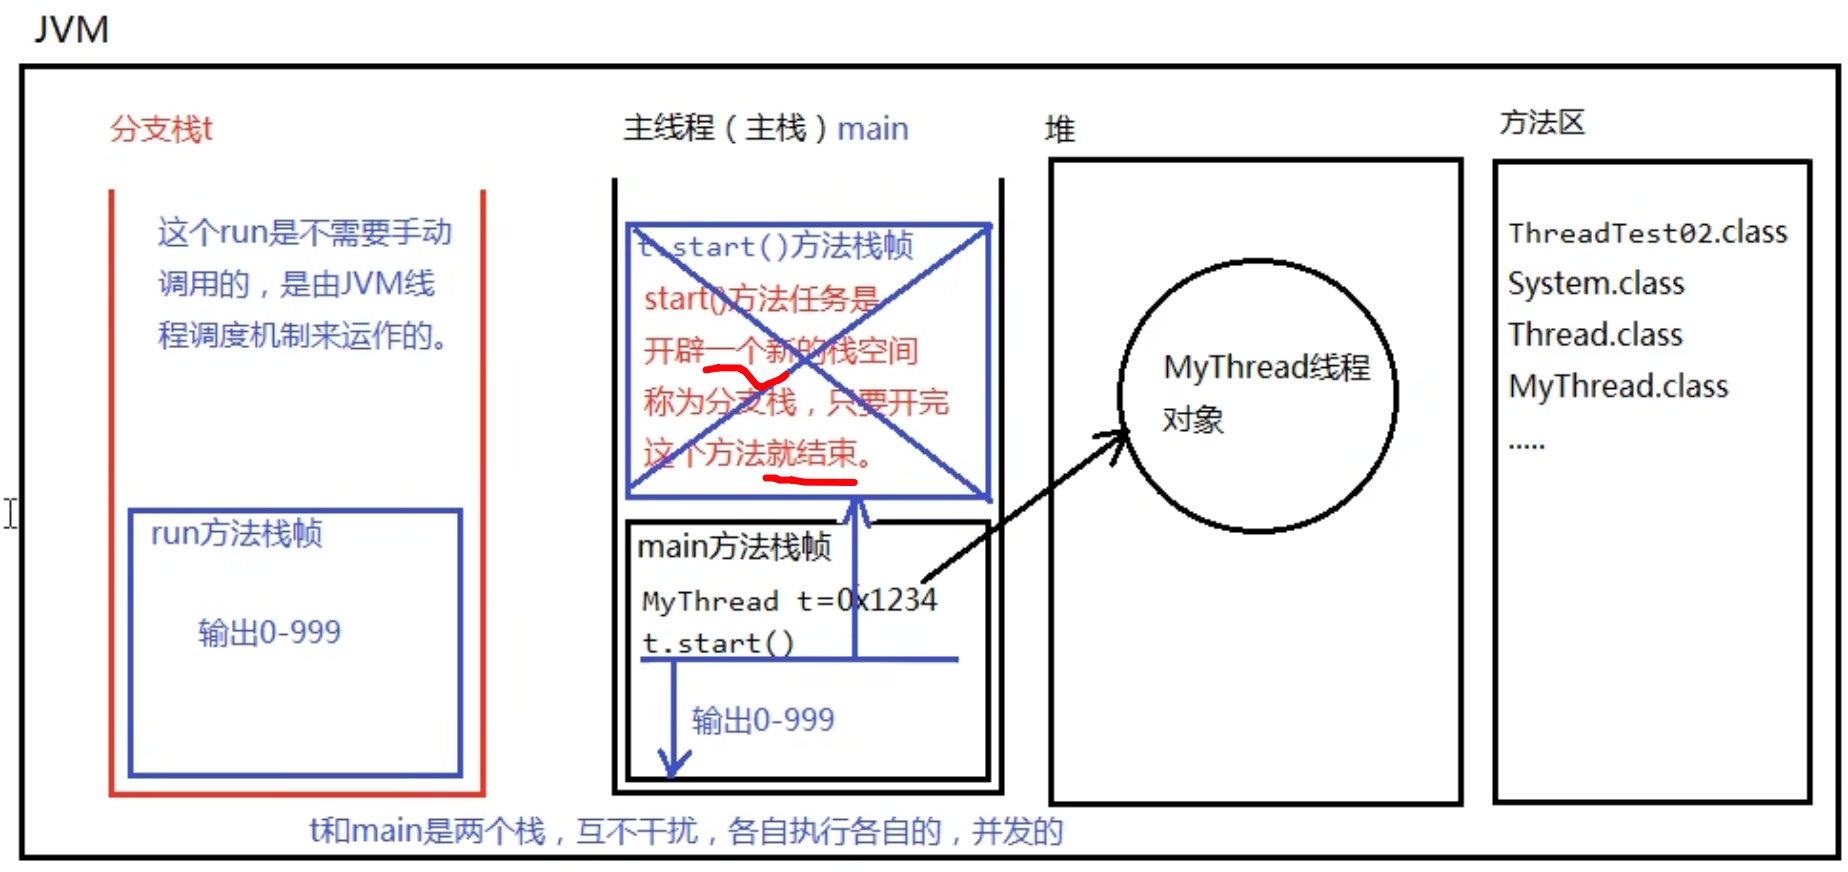 JVM
分支栈t
这个run是不需要手动
调用的，是由JVM线
程调度机制来运作的。
run方法栈帧
输出0-999
主线程（主栈）main
t.start()方法栈帧
start()方法任务是
开辟一个新的栈空间
称为分支栈，只要开完
这个方法就结束。
main方法栈帧
MyThread t=0x1234
t.start()
输出0-999
堆
MyThread线程
对象
方法区
ThreadTest02.class
System.class
Thread.class
MyThread.class
.....
t和main是两个栈，互不干扰，各自执行各自的，并发的